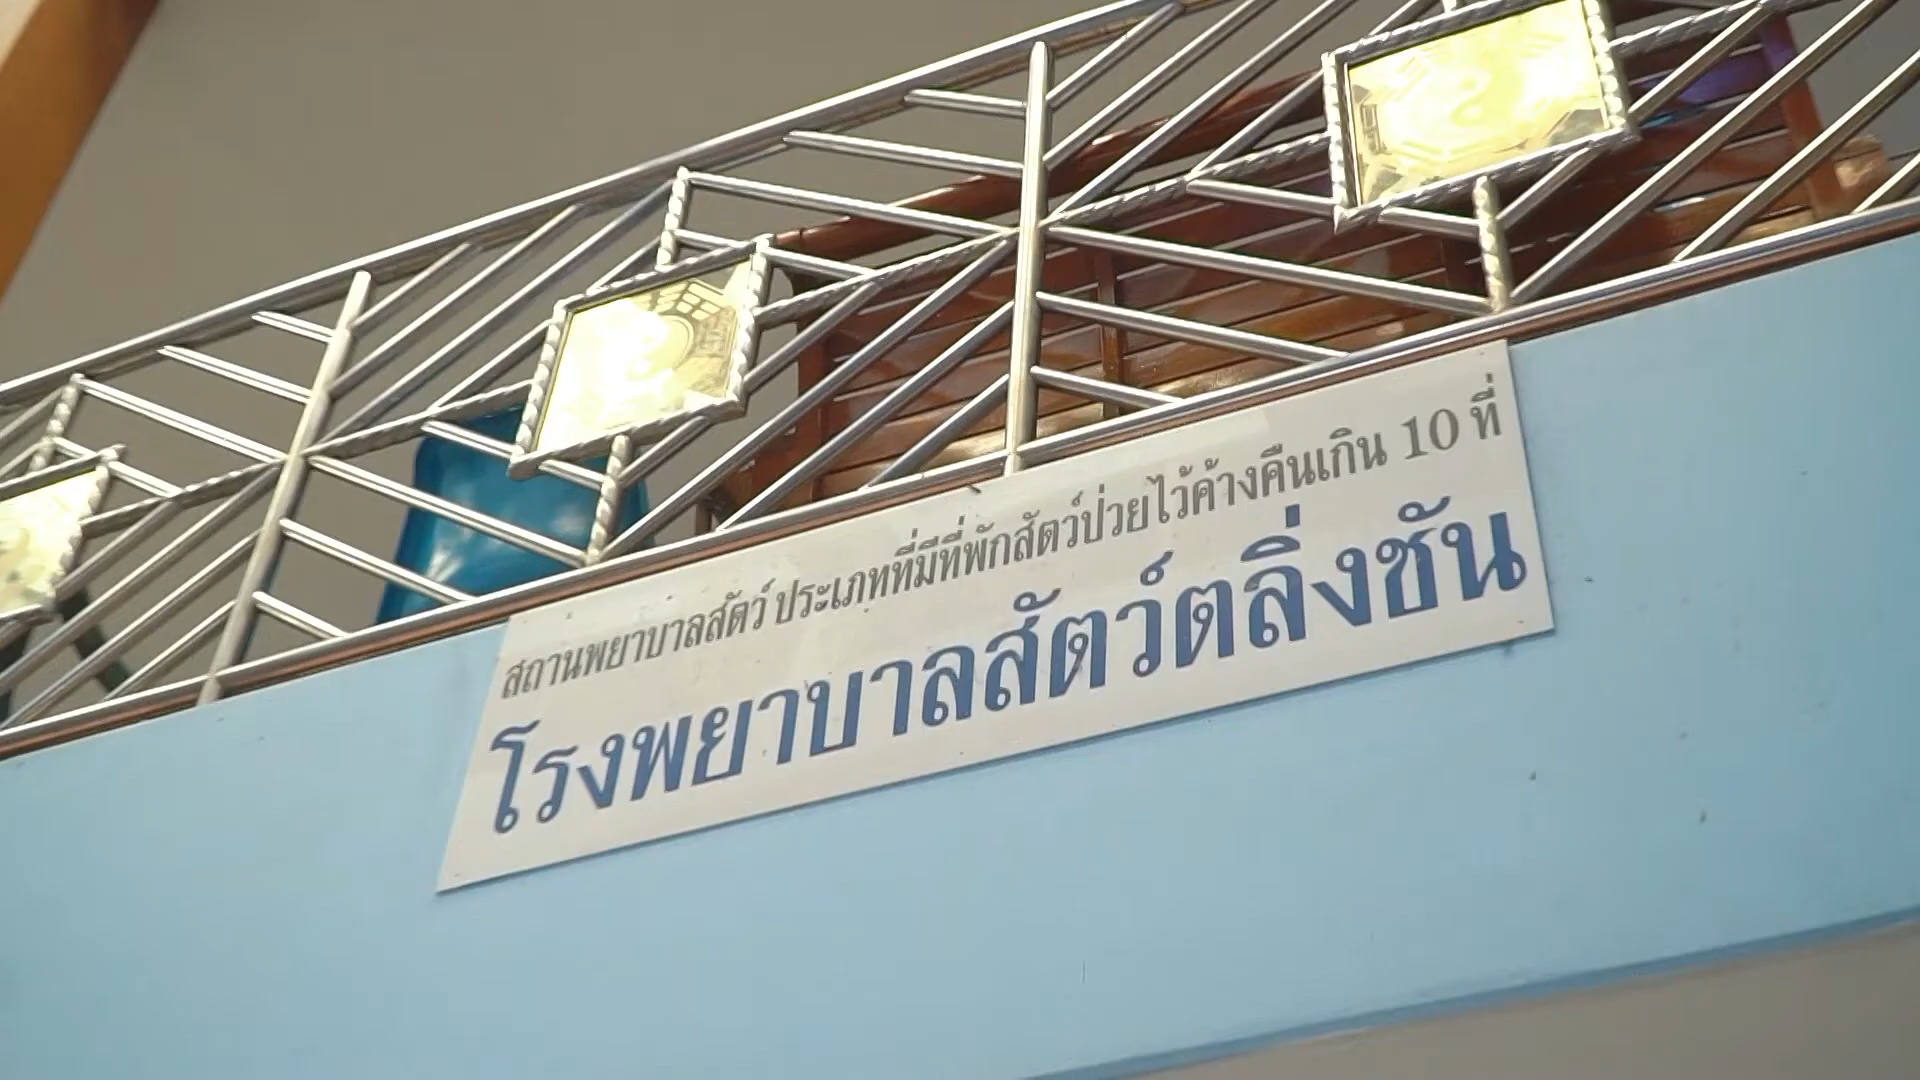 สถานพยาบาลสัตว์ ประเภทที่มีที่พักสัตว์ป่วยไว้ค้างคืนเกิน 10 ที่
โรงพยาบาลสัตว์ตลิ่งชัน